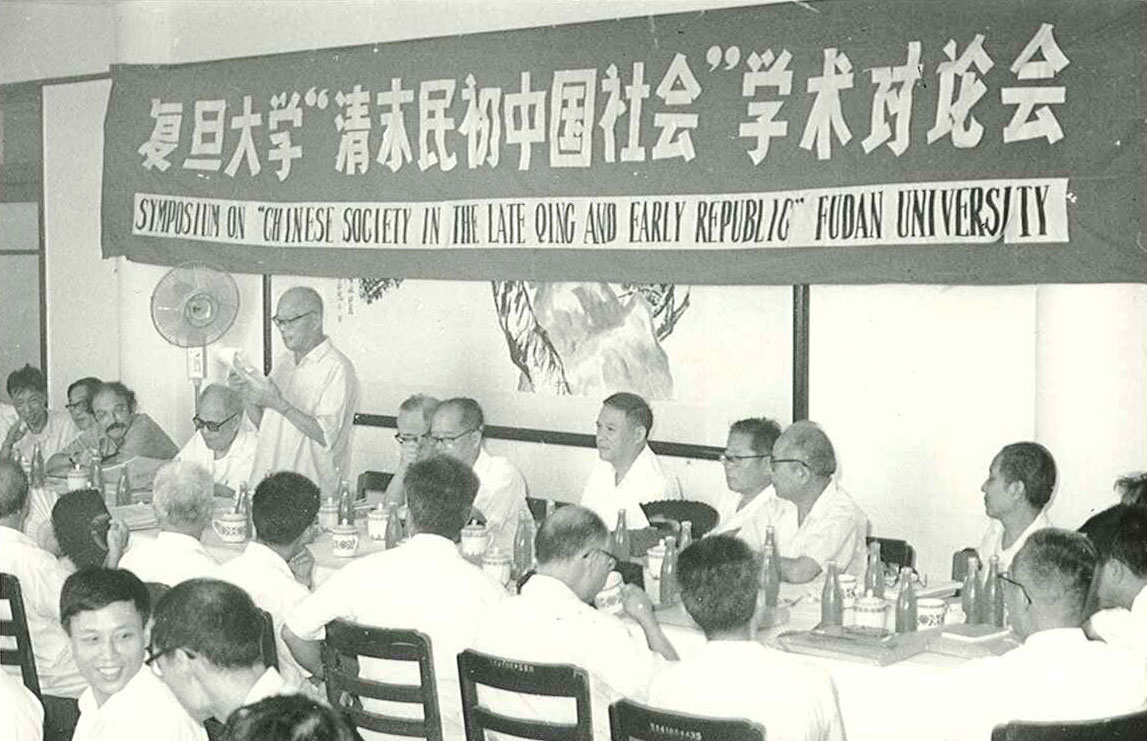 复旦大学“清末民初中国社会”学术讨论会
SYMPOSIUM ON "CHINESE SOCIETY IN THE LATE QING AND EARLY REPUBLIC" FUDAN UNIVERSITY